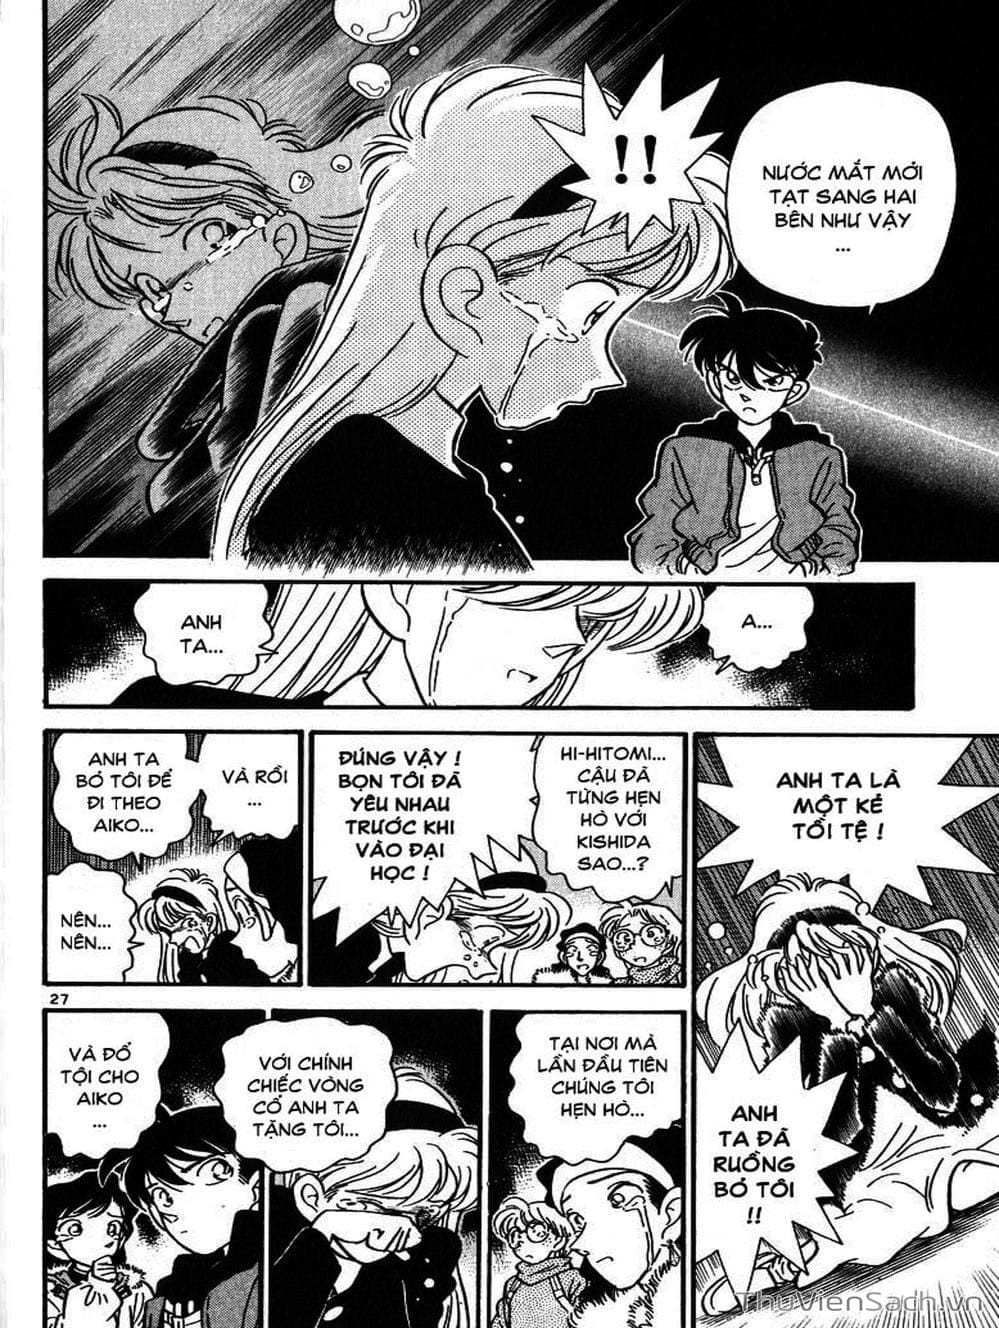 !!
NƯỚC MẮT MỚI
TẠT SANG HAI
BÊN NHƯ VẬY
...
A...
ANH
TA...
ANH TA LÀ
MỘT KẺ
TỒI TỆ !
ANH
TA ĐÃ
RUỒNG
BỎ TÔI
!!
HI-HITOMI...
CẬU ĐÃ
TỪNG HẸN
HÒ VỚI
KISHIDA
SAO...?
ĐÚNG VẬY !
BỌN TÔI ĐÃ
YÊU NHAU
TRƯỚC KHI
VÀO ĐẠI
HỌC !
VÀ RỒI
...
ANH TA
BỎ TÔI ĐỂ
ĐI THEO
AIKO...
NÊN...
NÊN...
27
TẠI NƠI MÀ
LẦN ĐẦU TIÊN
CHÚNG TÔI
HẸN HÒ...
VỚI CHÍNH
CHIẾC VÒNG
CỔ ANH TA
TẶNG TÔI...
VÀ ĐỔ
TỘI CHO
AIKO
...
ThuVienSach.vn